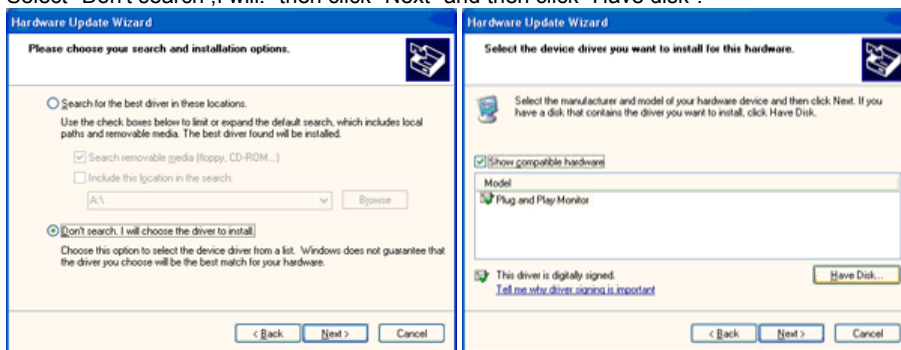 Select "Don't search ,I will." then click "Next" and then click "Have disk".
Hardware Update Wizard
Please choose your search and installation options.
Search for the best driver in these locations.
Use the check boxes below to limit or expand the default search, which includes local
paths and removable media. The best driver found will be installed.
Search removable media (floppy, CD-ROM...)
Include this location in the search:
A:\
Browse
Don't search. I will choose the driver to install.
Choose this option to select the device driver from a list. Windows does not guarantee that
the driver you choose will be the best match for your hardware.
< Back Next > Cancel
Hardware Update Wizard
Select the device driver you want to install for this hardware.
Select the manufacturer and model of your hardware device and then click Next. If you
have a disk that contains the driver you want to install, click Have Disk.
Show compatible hardware
Model
Plug and Play Monitor
This driver is digitally signed.
Tell me why driver signing is important
Have Disk...
< Back Next > Cancel